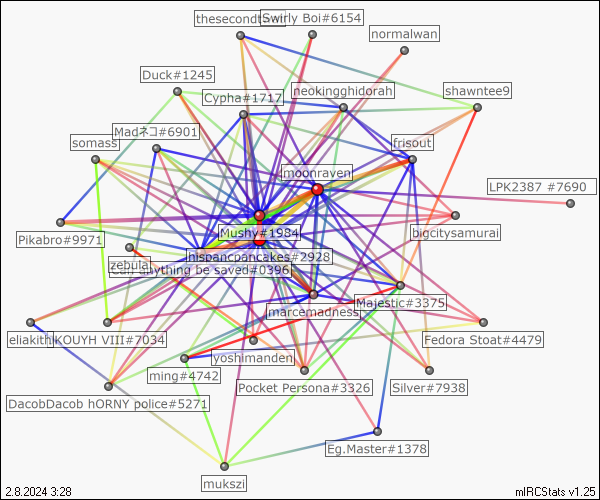 Swirly Boi#6154
normalwan
Duck#1245
Cypha#1717
neokingghidorah
shawntee9
Madネコ#6901
somass
frisout
moonraven
LPK2387 #7690
Pikabro#9971
Mushy#1984
bigcitysamurai
hispancpancakes#2928
zebula
anything be saved#0396
Majestic#3375
marcemadness
KOUYH VIII#7034
Fedora Stoat#4479
yoshimanden
ming#4742
Pocket Persona#3326
Silver#7938
DacobDacob hORNY police#5271
Eg.Master#1378
mukszi
2.8.2024 3:28
mIRCStats v1.25